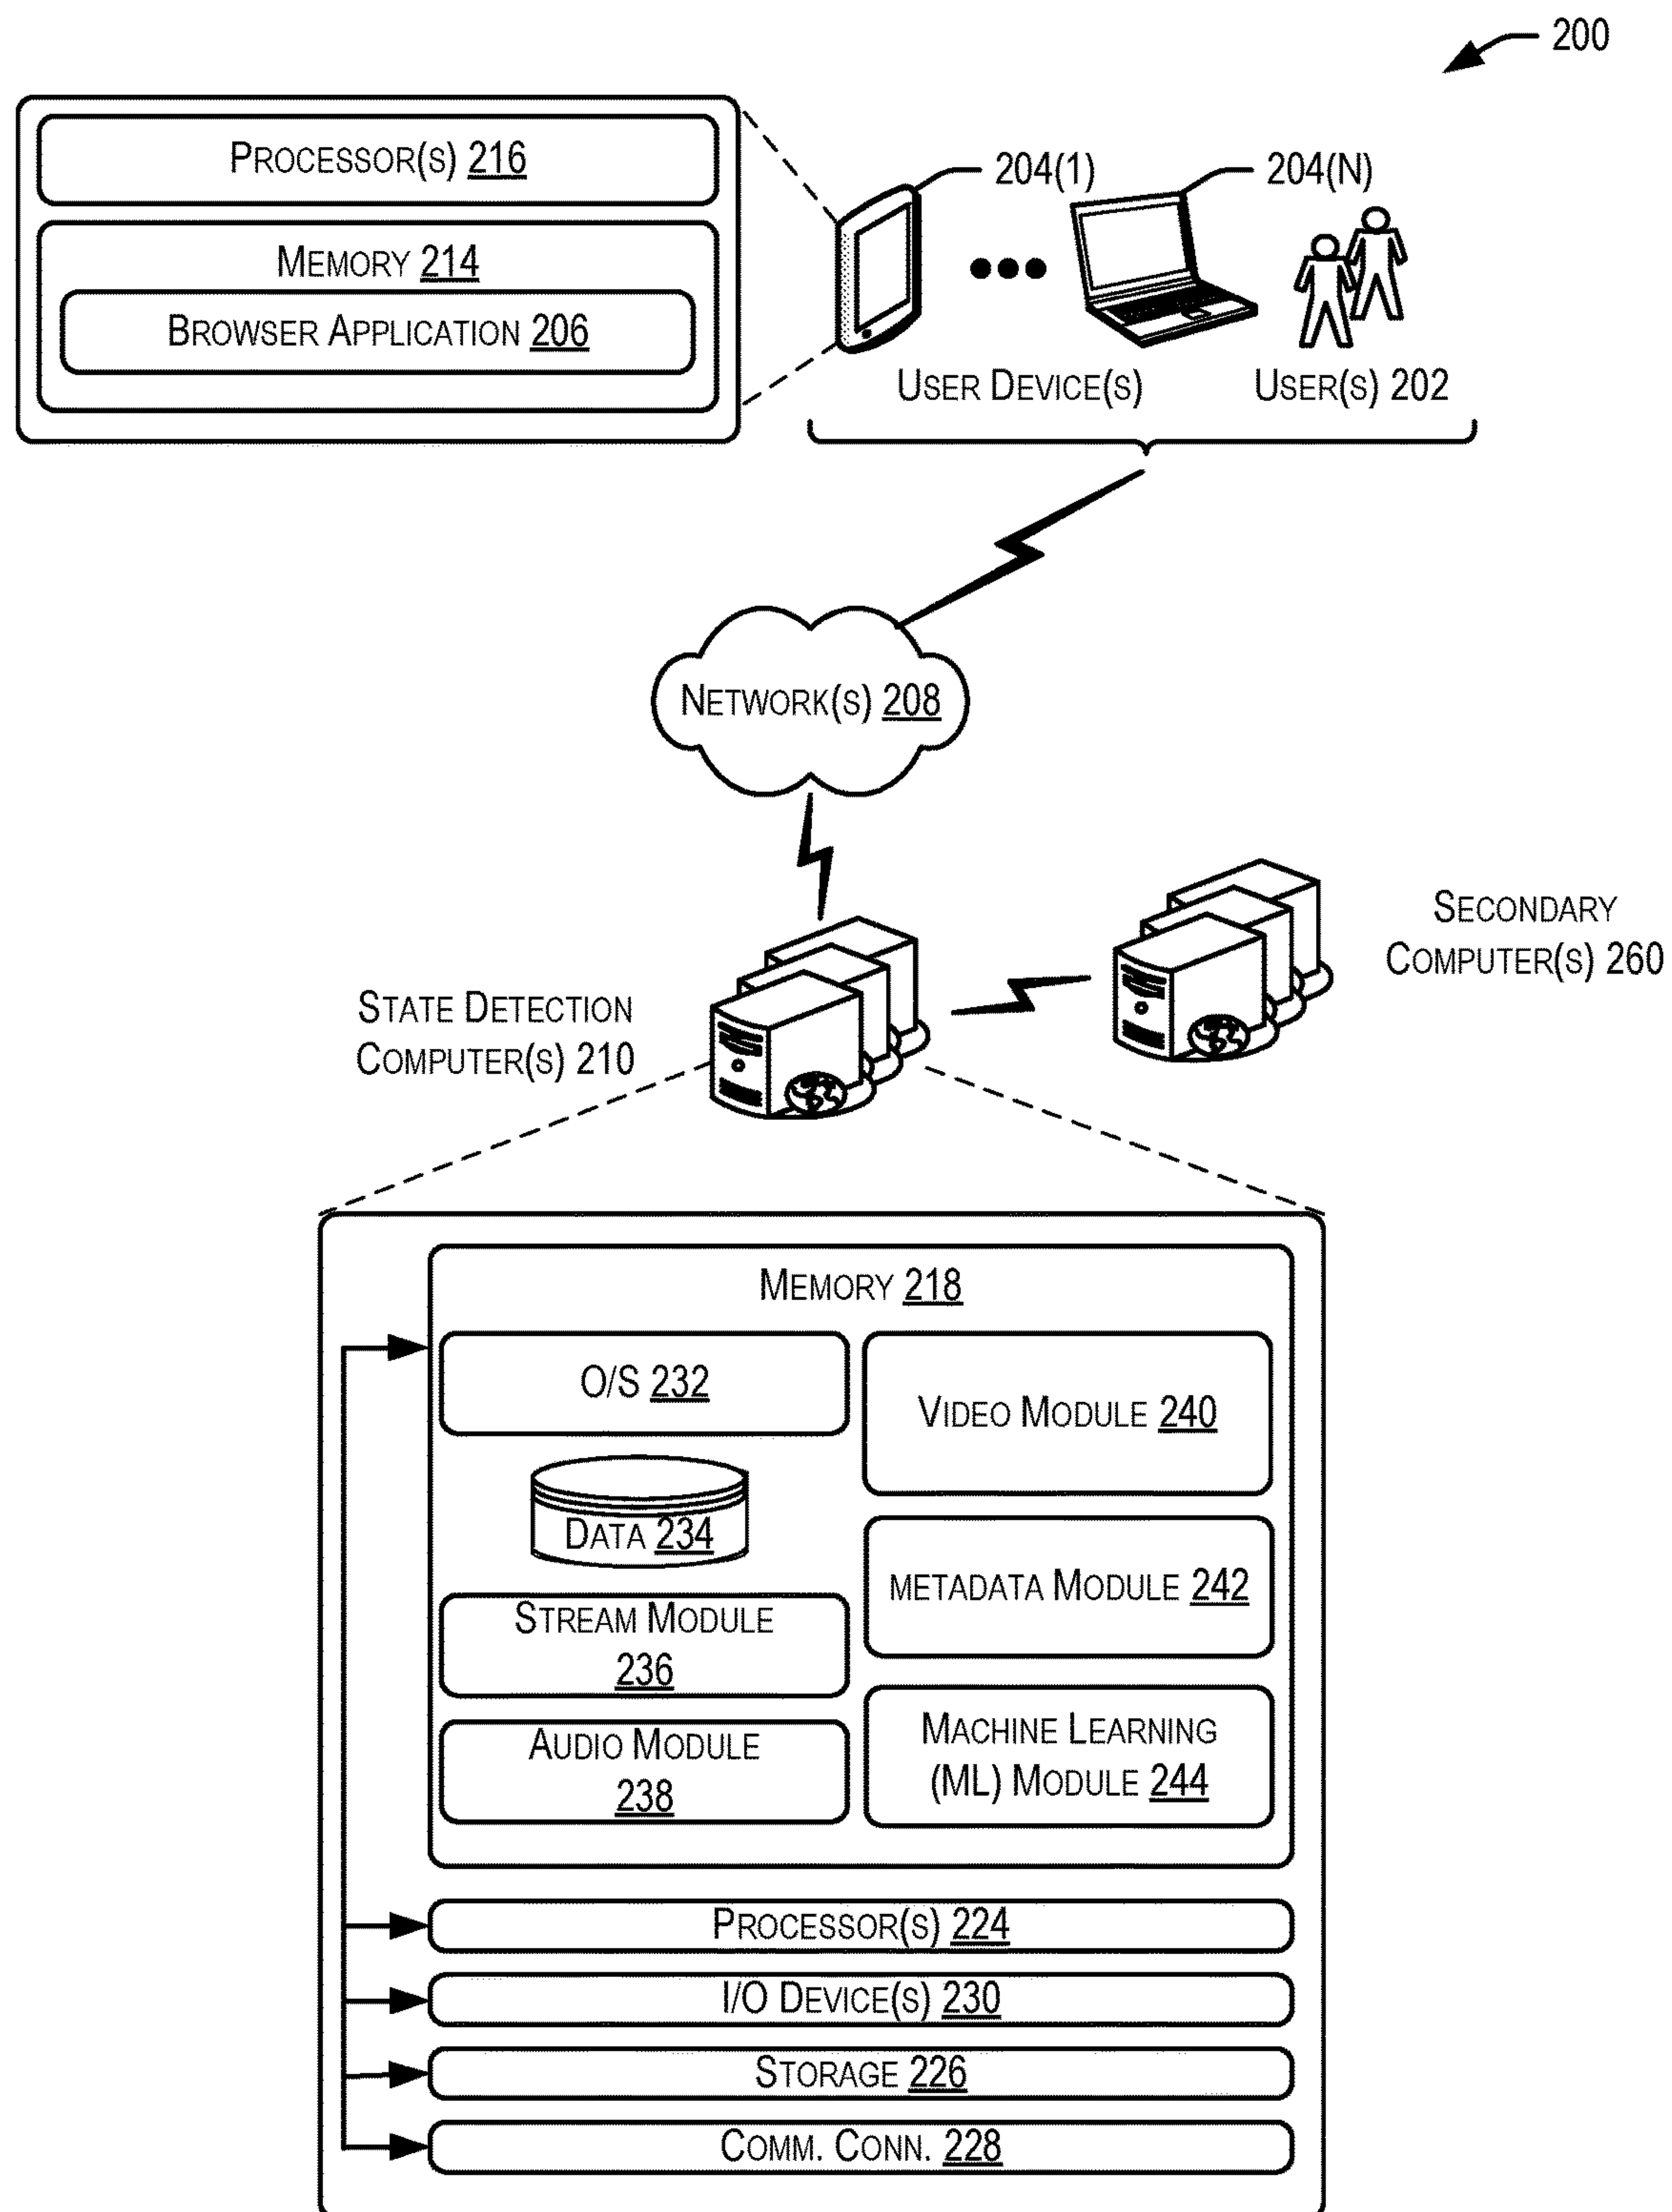 200
PROCESSOR(S) 216
MEMORY 214
BROWSER APPLICATION 206
204(1)
204(N)
USER DEVICE(S)
USER(S) 202
NETWORK(S) 208
STATE DETECTION
COMPUTER(S) 210
SECONDARY
COMPUTER(S) 260
MEMORY 218
O/S 232
DATA 234
STREAM MODULE
236
AUDIO MODULE
238
VIDEO MODULE 240
METADATA MODULE 242
MACHINE LEARNING
(ML) MODULE 244
PROCESSOR(S) 224
I/O DEVICE(S) 230
STORAGE 226
COMM. CONN. 228